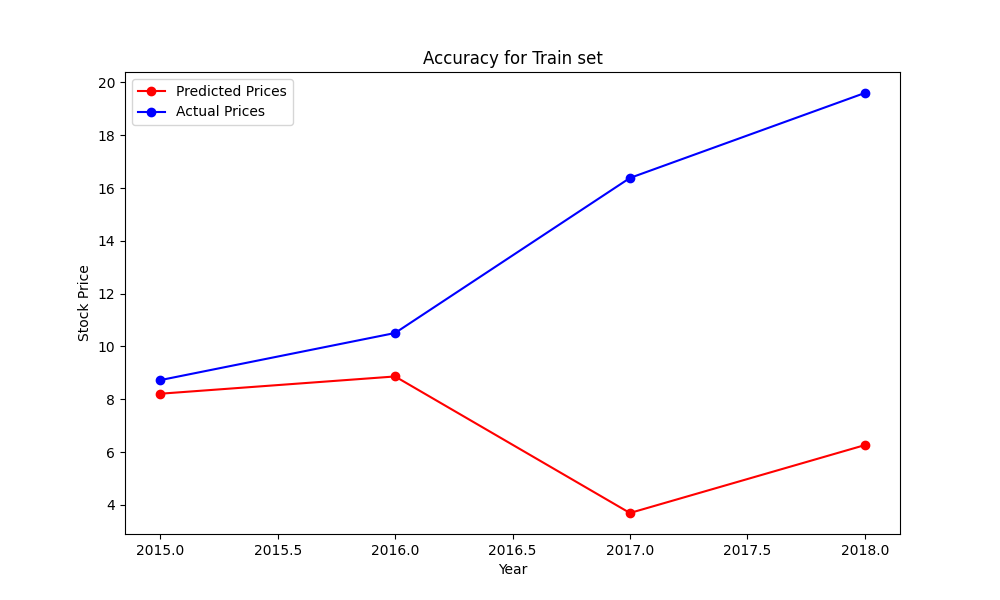 Accuracy for Train set
Predicted Prices
Actual Prices
20
18
16
14
12
10
8
6
4
Stock Price
2015.0 2015.5 2016.0 2016.5 2017.0 2017.5 2018.0
Year